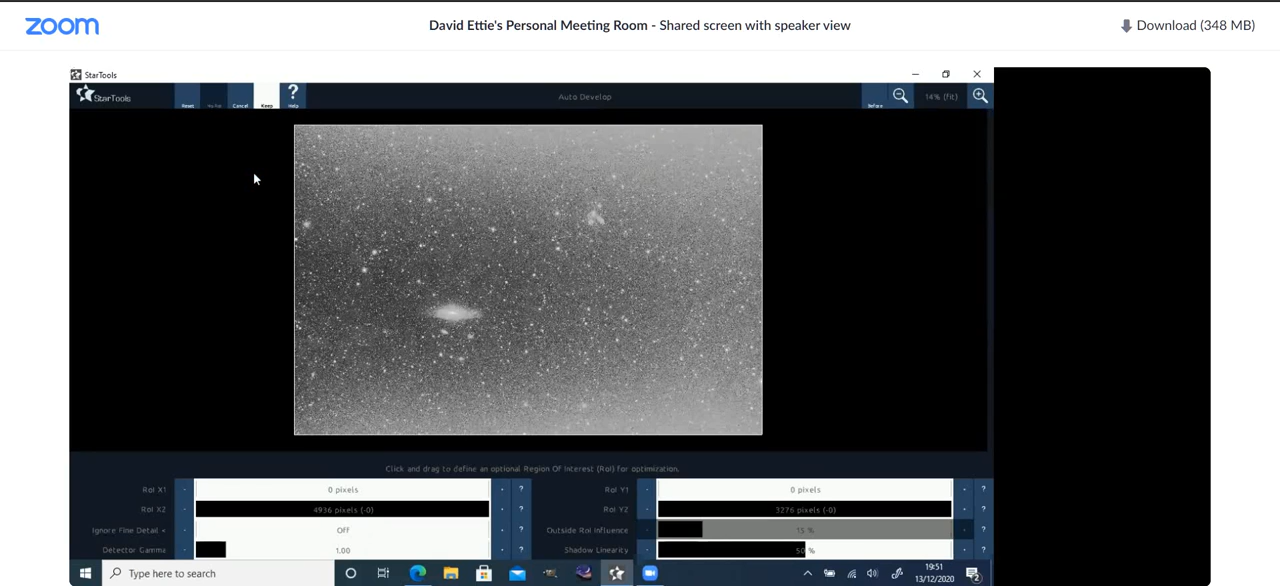 zoom
David Ettie's Personal Meeting Room - Shared screen with speaker view
Download (348 MB)
StarTools
StarTools
Reset
Cancel
Keep
? Help
Auto Develop
Before
14% (fit)
Click and drag to define an optional Region Of Interest (RoI) for optimization.
RoI X1 - 0 pixels + ?
RoI Y1 - 0 pixels + ?
RoI X2 - 4936 pixels (-0) + ?
RoI Y2 - 3276 pixels (-0) + ?
Ignore Fine Detail < - Off + ?
Outside RoI Influence - 15 % + ?
Detector Gamma - 1.00 + ?
Shadow Linearity - 50 % + ?
Type here to search
19:51
13/12/2020
2